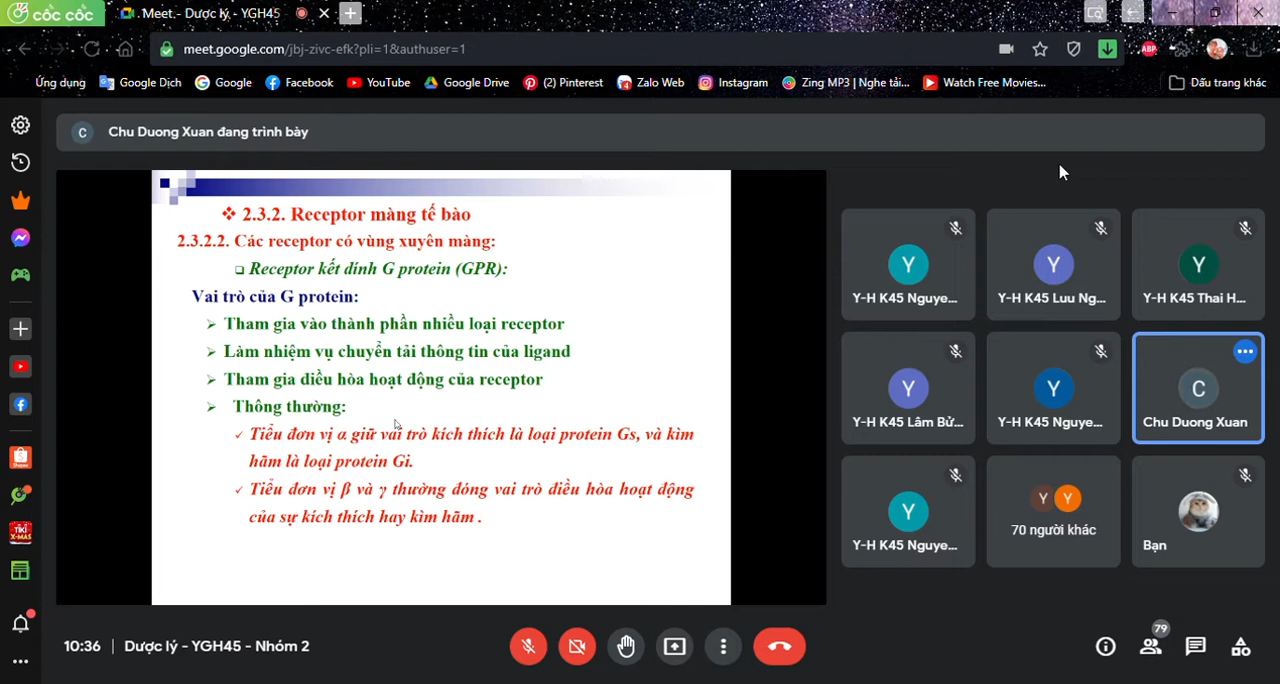 cốc cốc
Meet - Dược lý - YGH45
meet.google.com/jbj-zivc-efk?pli=1&authuser=1
ABP
Ứng dụng
Google Dịch
Google
Facebook
YouTube
Google Drive
(2) Pinterest
Zalo Web
Instagram
Zing MP3 | Nghe tả...
Watch Free Movies...
Dấu trang khác
C
Chu Duong Xuan đang trình bày
❖ 2.3.2. Receptor màng tế bào
2.3.2.2. Các receptor có vùng xuyên màng:
❑ Receptor kết dính G protein (GPR):
Vai trò của G protein:
➢ Tham gia vào thành phần nhiều loại receptor
➢ Làm nhiệm vụ chuyển tải thông tin của ligand
➢ Tham gia điều hòa hoạt động của receptor
➢ Thông thường:
✓ Tiểu đơn vị α giữ vai trò kích thích là loại protein Gs, và kìm
hãm là loại protein Gi.
✓ Tiểu đơn vị β và γ thường đóng vai trò điều hòa hoạt động
của sự kích thích hay kìm hãm .
Y
Y-H K45 Nguye...
Y
Y-H K45 Luu Ng...
Y
Y-H K45 Thai H...
Y
Y-H K45 Lâm Bử...
Y
Y-H K45 Nguye...
C
Chu Duong Xuan
Y
Y-H K45 Nguye...
Y Y
70 người khác
Bạn
TIKI
X-MAS
10:36 | Dược lý - YGH45 - Nhóm 2
79